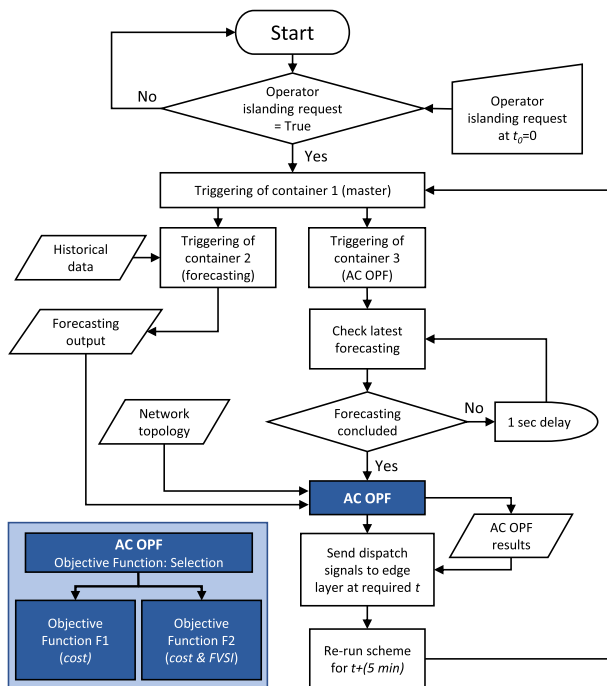 Start
Operator
islanding request
= True
No
Operator
islanding request
at t₀=0
Yes
Triggering of container 1 (master)
Historical
data
Triggering of
container 2
(forecasting)
Triggering of
container 3
(AC OPF)
Forecasting
output
Check latest
forecasting
Network
topology
Forecasting
concluded
No
1 sec delay
Yes
AC OPF
AC OPF
results
Send dispatch
signals to edge
layer at required t
Re-run scheme
for t+(5 min)
AC OPF
Objective Function: Selection
Objective
Function F1
(cost)
Objective
Function F2
(cost & FVSI)